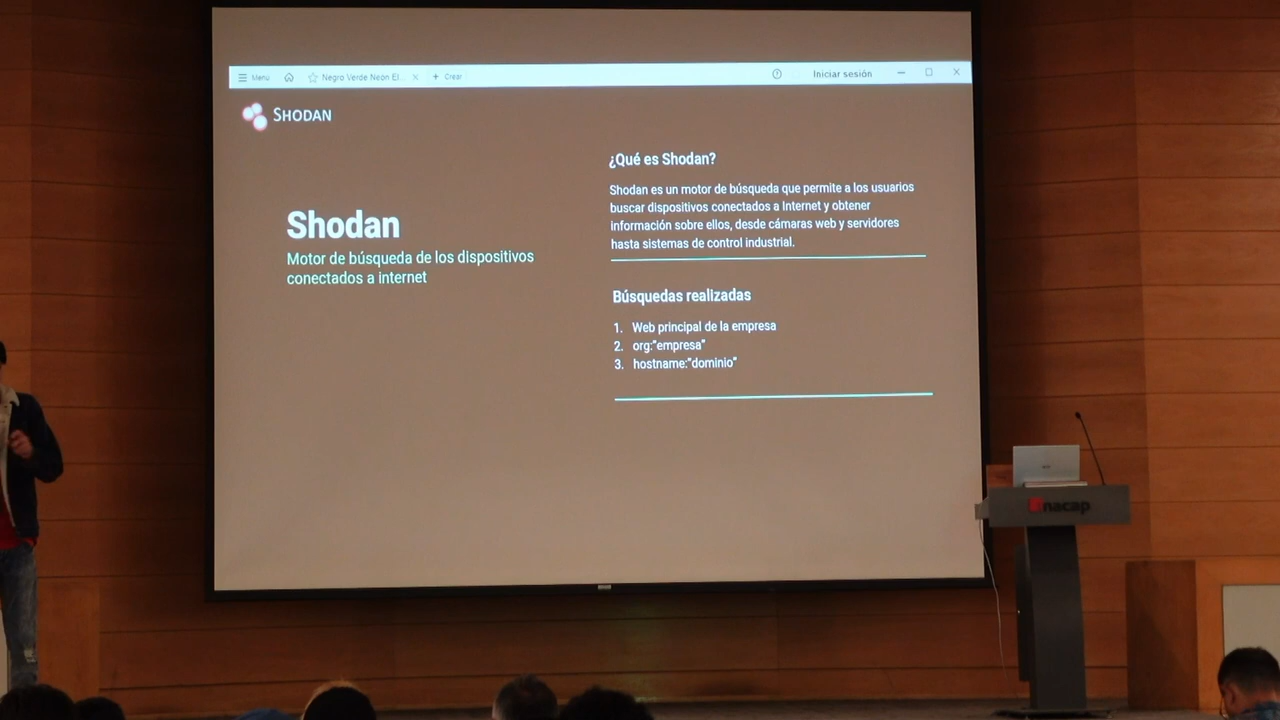 Menú
Negro Verde Neón El...
Crear
Iniciar sesión
SHODAN
Shodan
Motor de búsqueda de los dispositivos
conectados a internet
¿Qué es Shodan?
Shodan es un motor de búsqueda que permite a los usuarios
buscar dispositivos conectados a Internet y obtener
información sobre ellos, desde cámaras web y servidores
hasta sistemas de control industrial.
Búsquedas realizadas
1. Web principal de la empresa
2. org:"empresa"
3. hostname:"dominio"
inacap